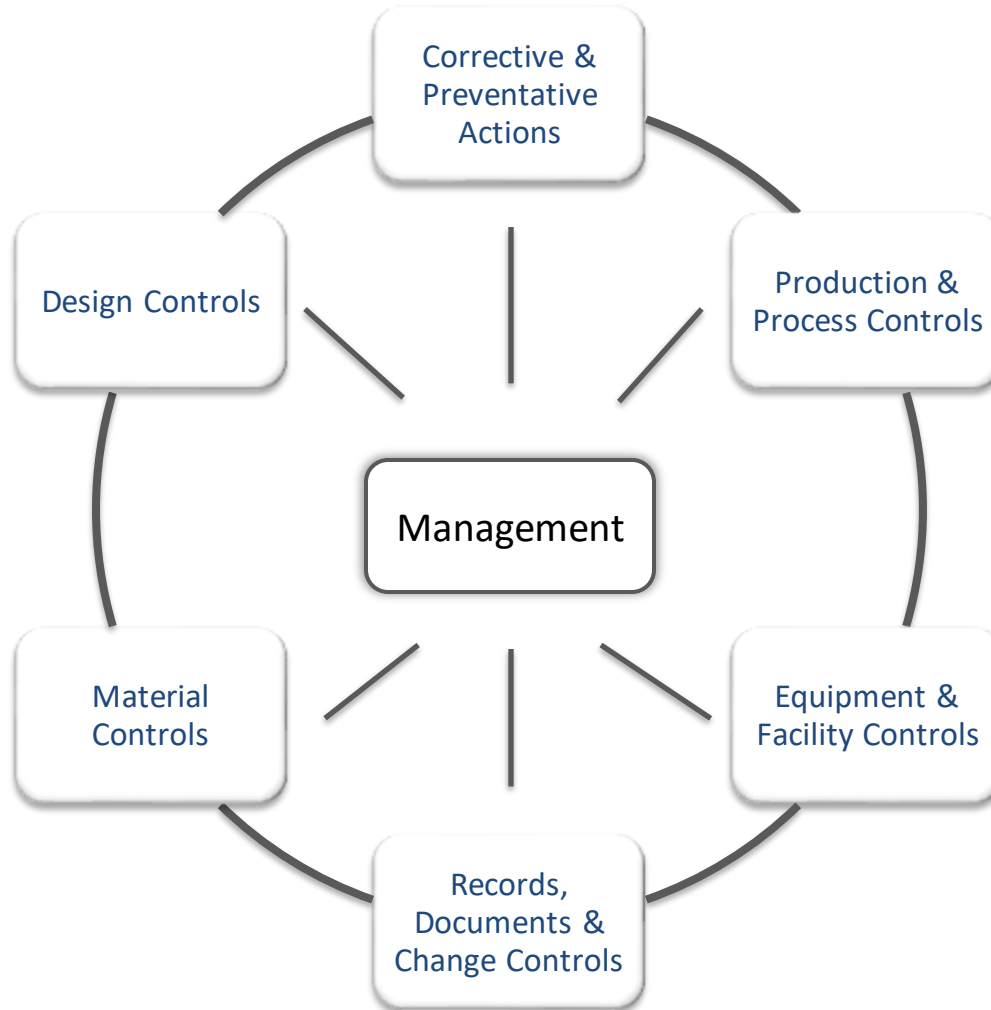 Corrective &
Preventative
Actions
Design Controls
Production &
Process Controls
Management
Material
Controls
Equipment &
Facility Controls
Records,
Documents &
Change Controls